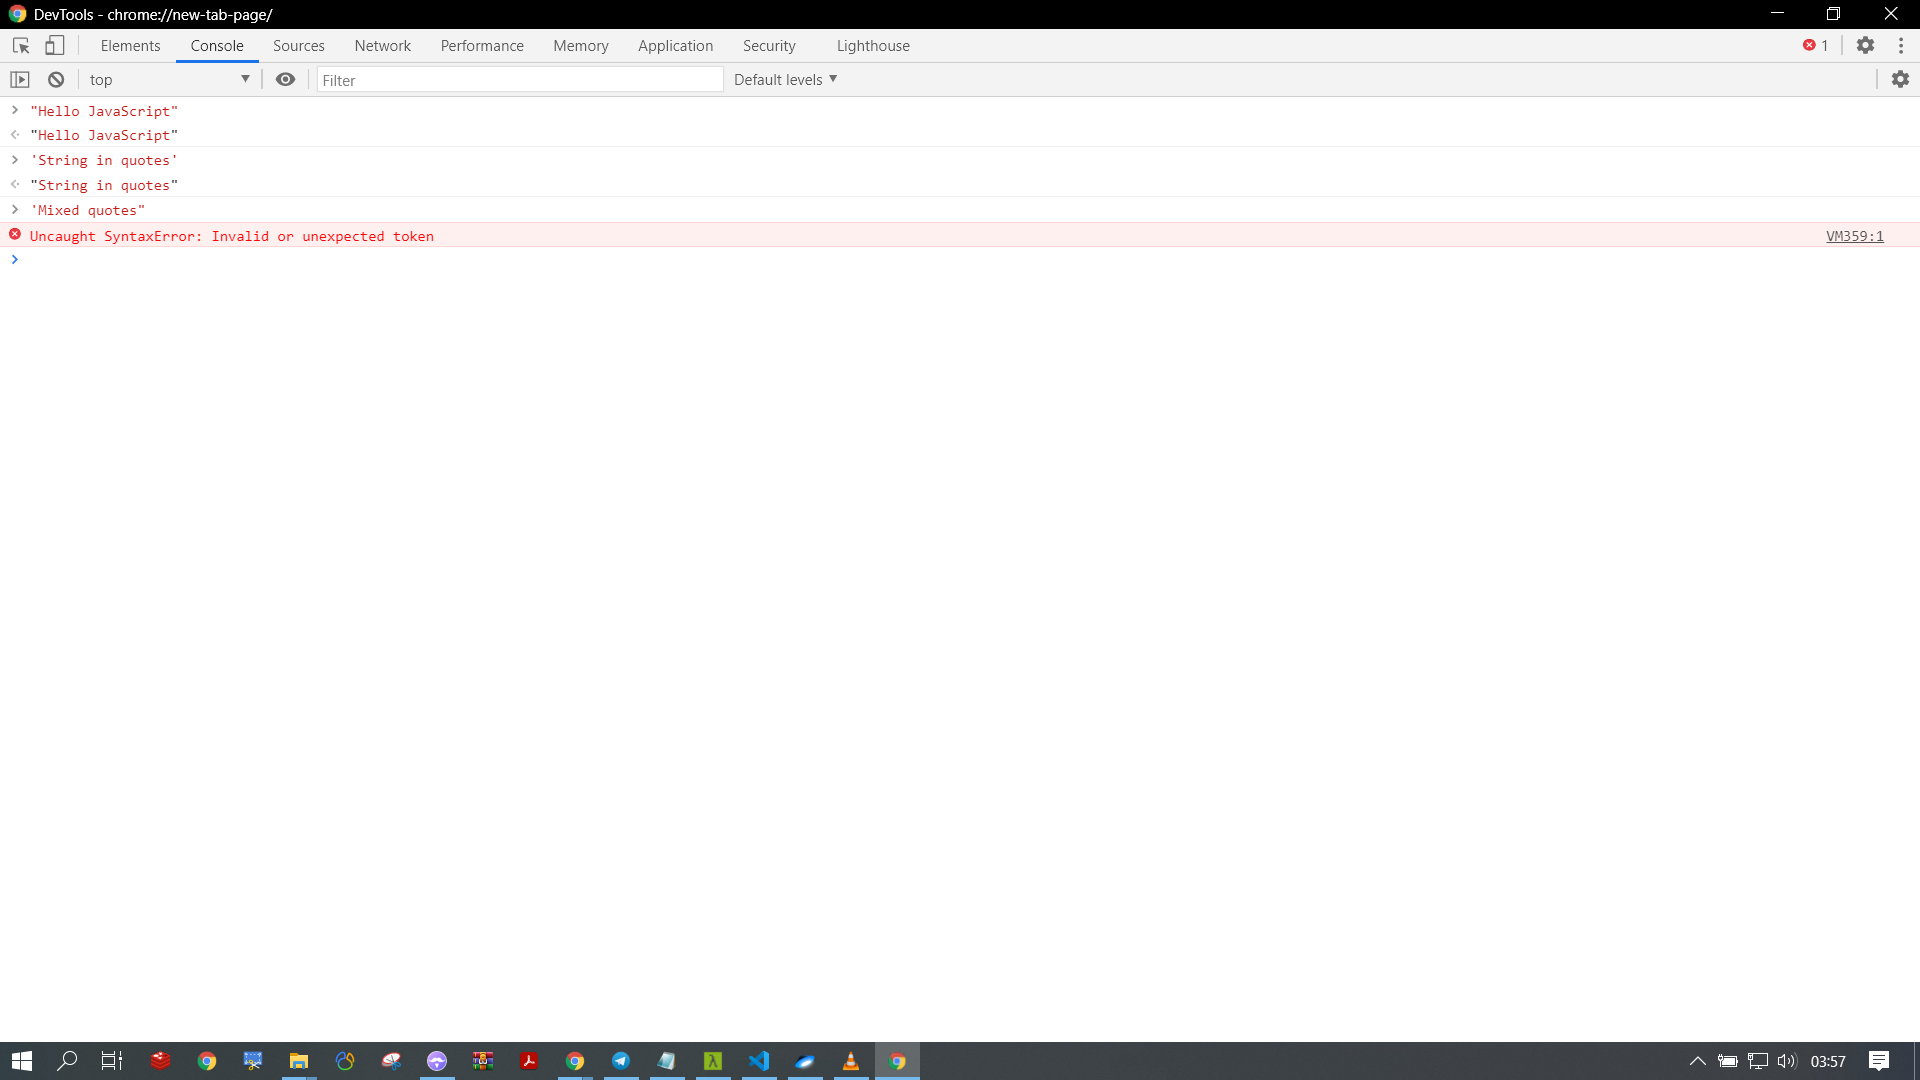 DevTools - chrome://new-tab-page/
Elements Console Sources Network Performance Memory Application Security Lighthouse 1
top Filter Default levels
"Hello JavaScript"
"Hello JavaScript"
'String in quotes'
"String in quotes"
'Mixed quotes"
Uncaught SyntaxError: Invalid or unexpected token VM359:1
03:57